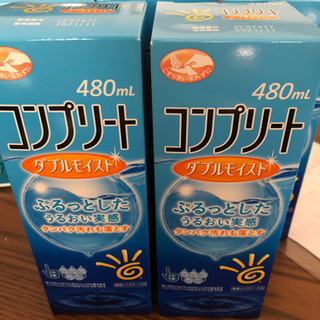 480mL
コンプリート
ダブルモイスト
ぷるっとした
うるおい実感
タンパク汚れも落とす
480mL
コンプリート
ダブルモイスト
ぷるっとした
うるおい実感
タンパク汚れも落とす